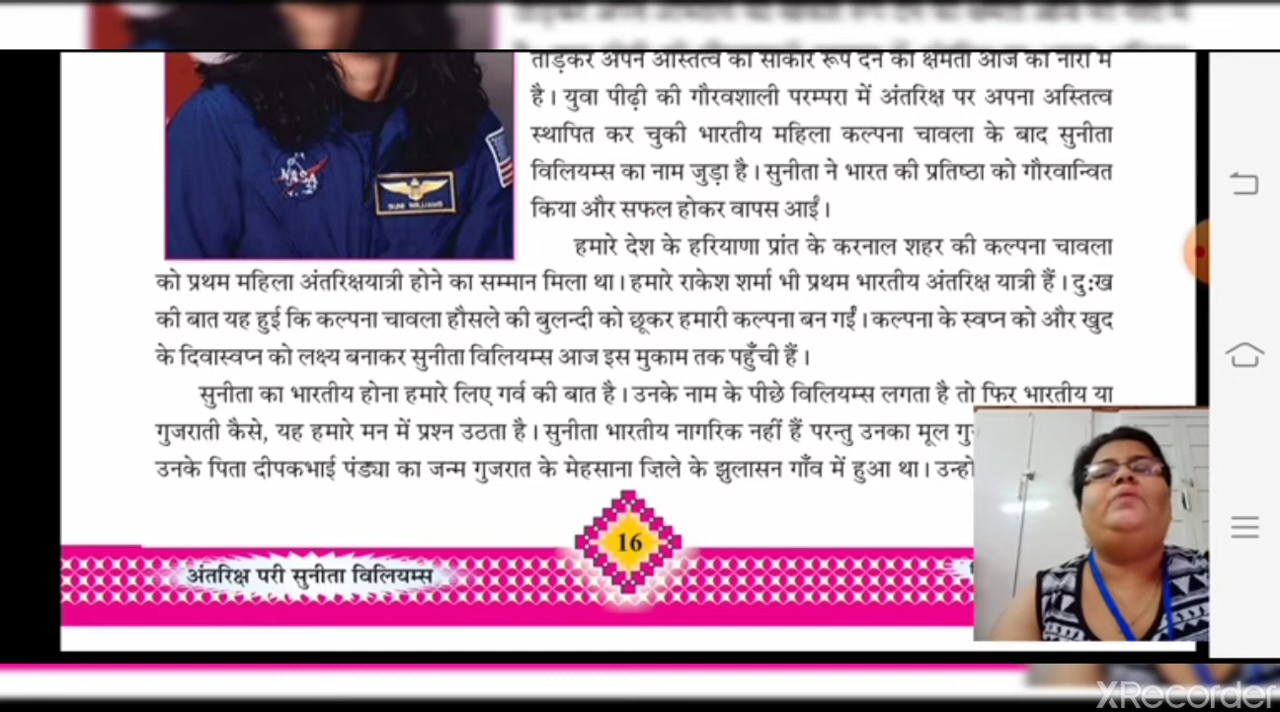 तोड़कर अपने अस्तित्व को साकार रूप देने की क्षमता आज की नारी में
है। युवा पीढ़ी की गौरवशाली परम्परा में अंतरिक्ष पर अपना अस्तित्व
स्थापित कर चुकी भारतीय महिला कल्पना चावला के बाद सुनीता
विलियम्स का नाम जुड़ा है। सुनीता ने भारत की प्रतिष्ठा को गौरवान्वित
किया और सफल होकर वापस आईं।
NASA
SUNI WILLIAMS
हमारे देश के हरियाणा प्रांत के करनाल शहर की कल्पना चावला
को प्रथम महिला अंतरिक्षयात्री होने का सम्मान मिला था। हमारे राकेश शर्मा भी प्रथम भारतीय अंतरिक्ष यात्री हैं। दुःख
की बात यह हुई कि कल्पना चावला हौसले की बुलन्दी को छूकर हमारी कल्पना बन गईं। कल्पना के स्वप्न को और खुद
के दिवास्वप्न को लक्ष्य बनाकर सुनीता विलियम्स आज इस मुकाम तक पहुँची हैं।
सुनीता का भारतीय होना हमारे लिए गर्व की बात है। उनके नाम के पीछे विलियम्स लगता है तो फिर भारतीय या
गुजराती कैसे, यह हमारे मन में प्रश्न उठता है। सुनीता भारतीय नागरिक नहीं हैं परन्तु उनका मूल
उनके पिता दीपकभाई पंड्या का जन्म गुजरात के मेहसाना ज़िले के झुलासन गाँव में हुआ था।
16
अंतरिक्ष परी सुनीता विलियम्स
XRecorder